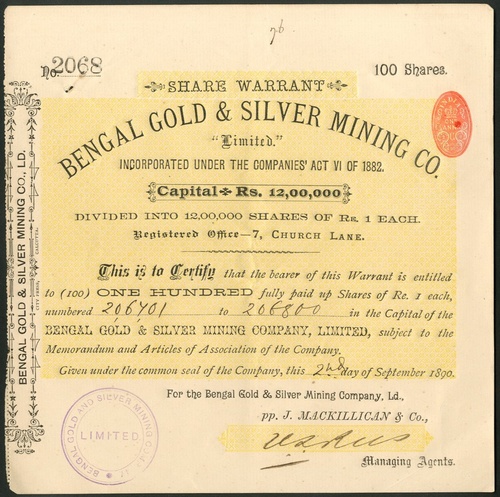 76
No. 2068
100 Shares.
SHARE WARRANT
BENGAL GOLD & SILVER MINING CO.
"Limited."
INCORPORATED UNDER THE COMPANIES' ACT VI OF 1882.
Capital Rs. 12,00,000
DIVIDED INTO 12,00,000 SHARES OF RE. 1 EACH.
Registered Office—7, CHURCH LANE.
This is to Certify that the bearer of this Warrant is entitled
to (100) ONE HUNDRED fully paid up Shares of Re. 1 each,
numbered 206701 to 206800 in the Capital of the
BENGAL GOLD & SILVER MINING COMPANY, LIMITED, subject to the
Memorandum and Articles of Association of the Company.
Given under the common seal of the Company, this 2nd day of September 1890.
For the Bengal Gold & Silver Mining Company, Ld.,
pp. J. MACKILLICAN & Co.,
Managing Agents.
BENGAL GOLD & SILVER MINING CO., LD.
CITY PRESS, CALCUTTA.
BENGAL GOLD AND SILVER MINING COMPANY
LIMITED